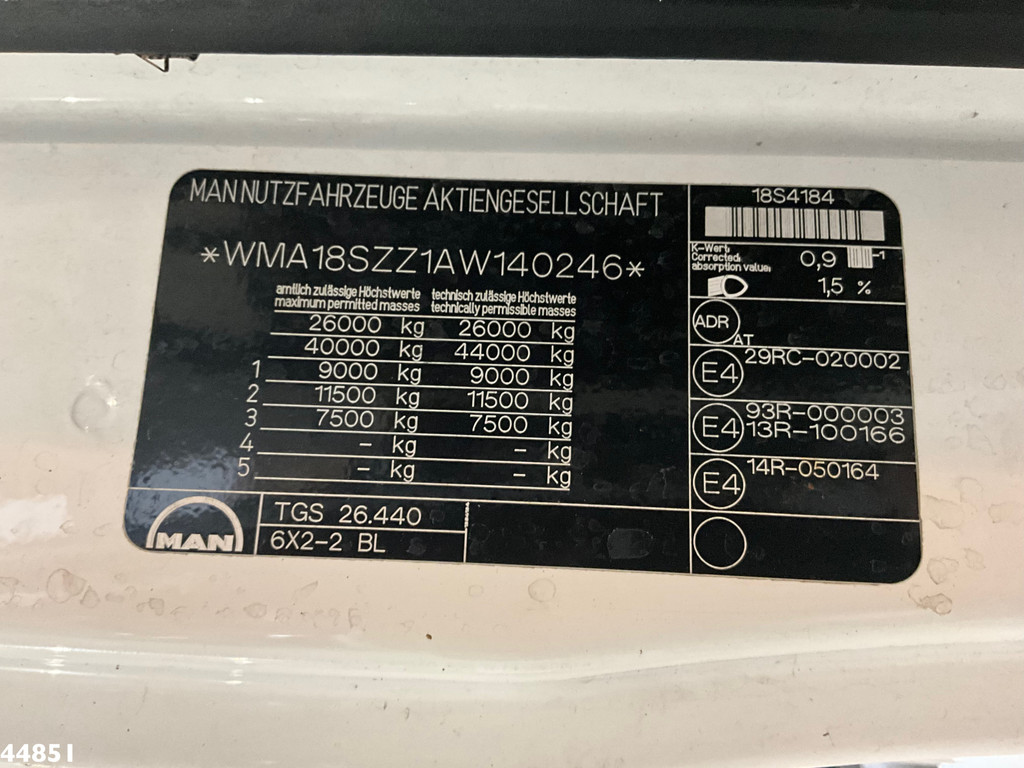 MAN NUTZFAHRZEUGE AKTIENGESELLSCHAFT
*WMA18SZZ1AW140246*
amtlich zulässige Höchstwerte technisch zulässige Höchstwerte
maximum permitted masses technically permissible masses
26000 kg 26000 kg
40000 kg 44000 kg
1 9000 kg 9000 kg
2 11500 kg 11500 kg
3 7500 kg 7500 kg
4 - kg - kg
5 - kg - kg
MAN
TGS 26.440
6X2-2 BL
18S4184
K-Wert:
Corrected
absorption value:
0,9 -1
1,5 %
ADR
AT
E4 29RC-020002
E4 93R-000003
13R-100166
E4 14R-050164
44851